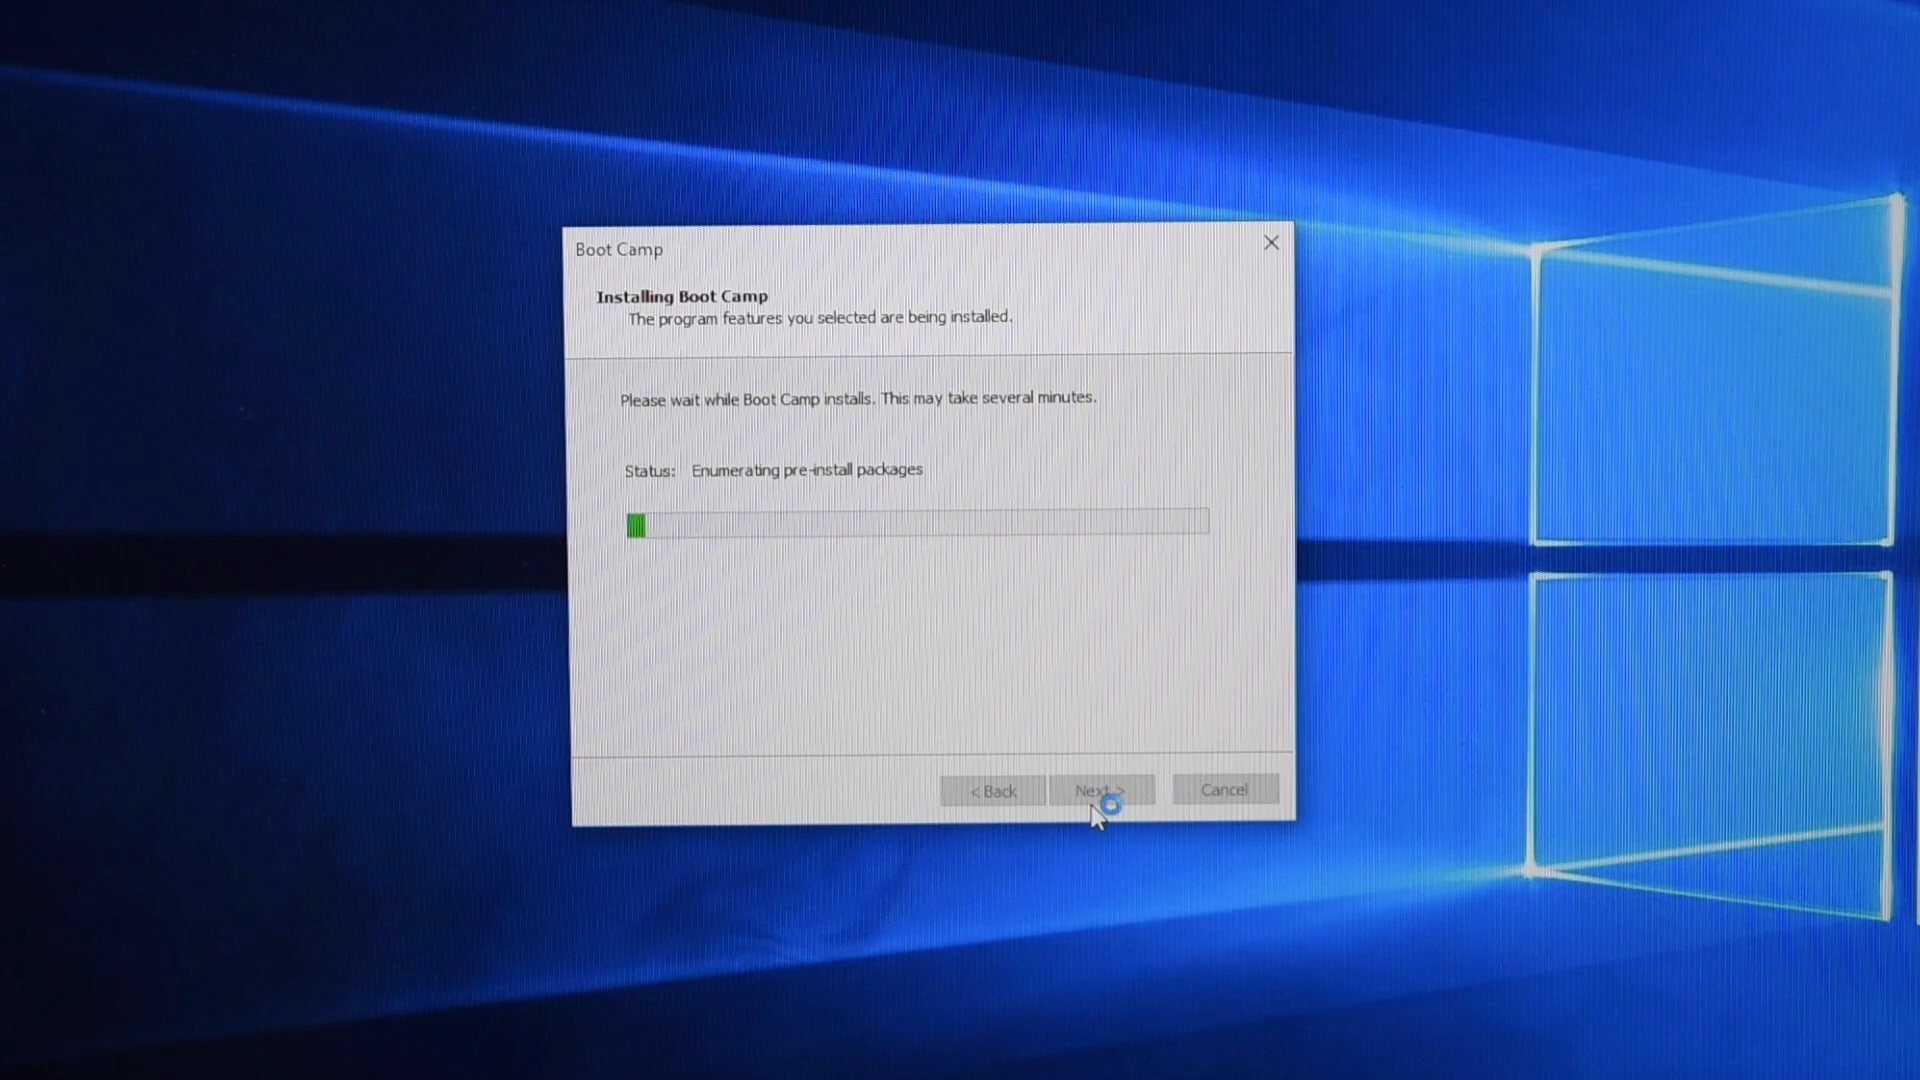 Boot Camp
Installing Boot Camp
The program features you selected are being installed.
Please wait while Boot Camp installs. This may take several minutes.
Status: Enumerating pre-install packages
< Back
Next >
Cancel